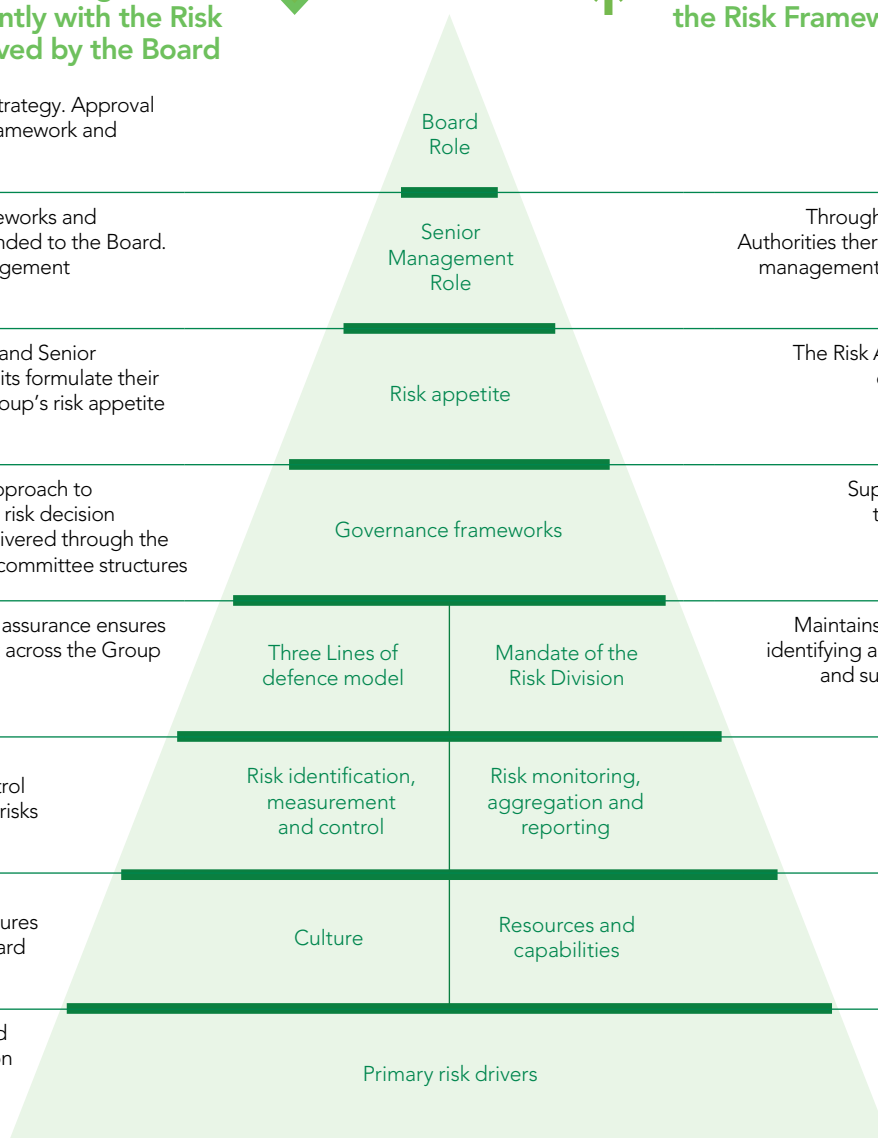 ntly with the Risk
ved by the Board
the Risk Framew
trategy. Approval
amework and
Board
Role
eworks and
nded to the Board.
gement
Senior
Management
Role
Through
Authorities ther
management
and Senior
its formulate their
oup's risk appetite
Risk appetite
The Risk A
pproach to
risk decision
ivered through the
committee structures
Governance frameworks
Sup
t
assurance ensures
across the Group
Three Lines of
defence model
Mandate of the
Risk Division
Maintains
identifying a
and su
trol
risks
Risk identification,
measurement
and control
Risk monitoring,
aggregation and
reporting
ures
ard
Culture
Resources and
capabilities
d
on
Primary risk drivers